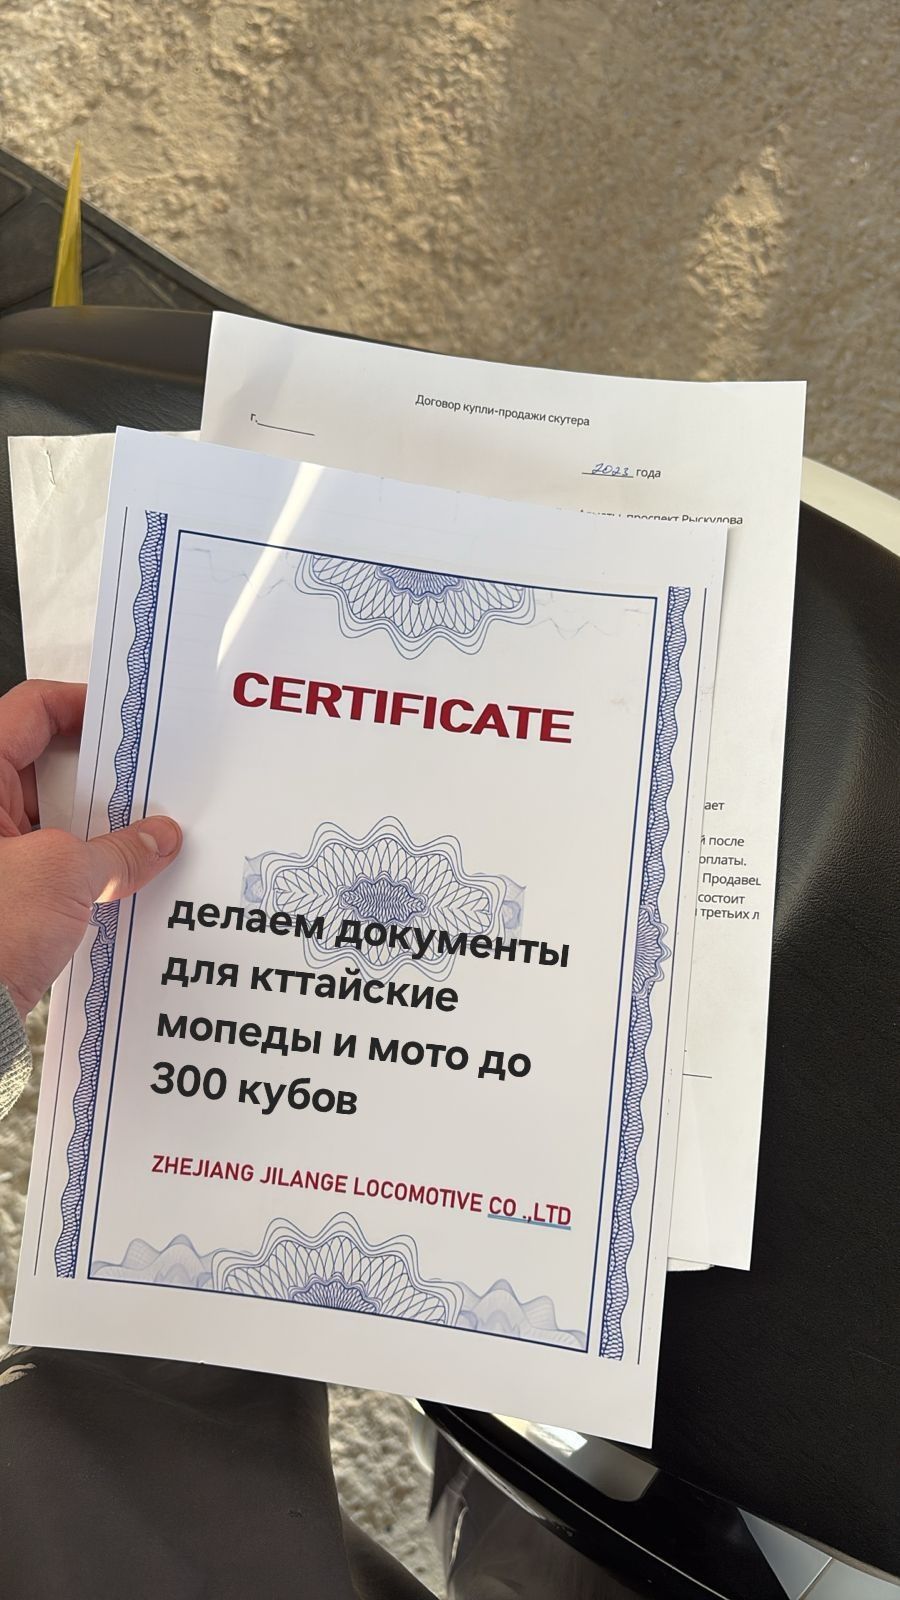 Договор купли-продажи скутера
г.
2023 года
проспект Рыскулова
CERTIFICATE
ает
после
оплаты.
Продавец
состоит
третьих л
делаем документы
для кттайские
мопеды и мото до
300 кубов
ZHEJIANG JILANGE LOCOMOTIVE CO .,LTD